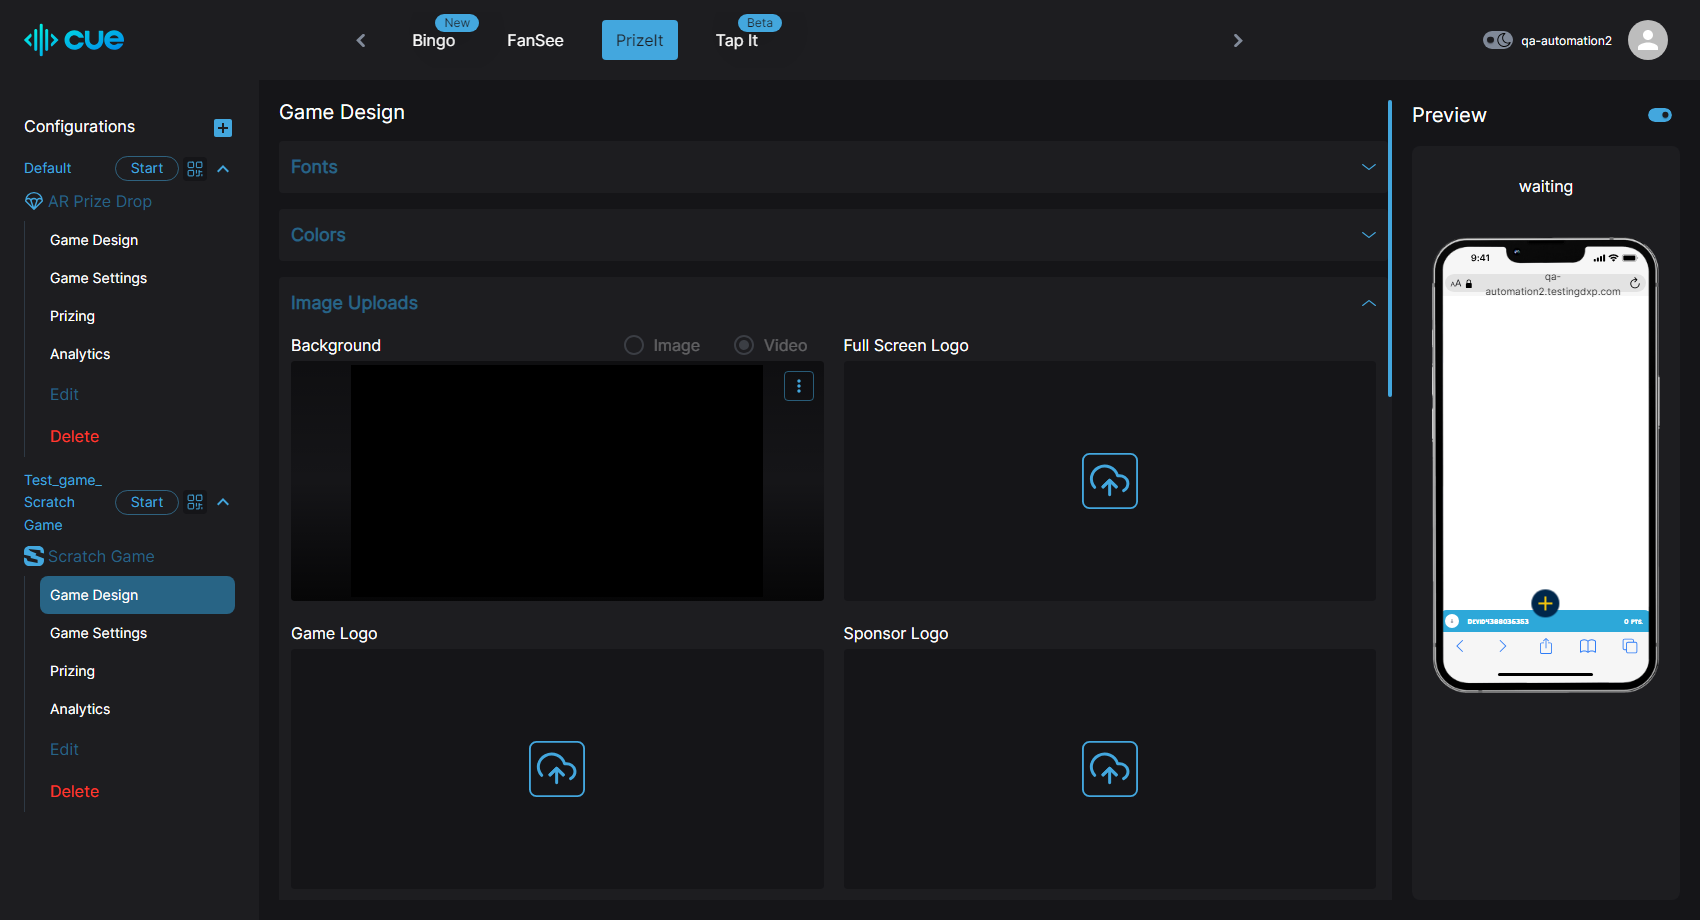 cue
New
Bingo
FanSee
PrizeIt
Beta
Tap It
qa-automation2
Configurations
Default
Start
AR Prize Drop
Game Design
Game Settings
Prizing
Analytics
Edit
Delete
Test_game_
Scratch
Game
Start
Scratch Game
Game Design
Game Settings
Prizing
Analytics
Edit
Delete
Game Design
Fonts
Colors
Image Uploads
Background
Image
Video
Full Screen Logo
Game Logo
Sponsor Logo
Preview
waiting
9:41
AA
qa-
automation2.testingdxp.com
0 PTS.